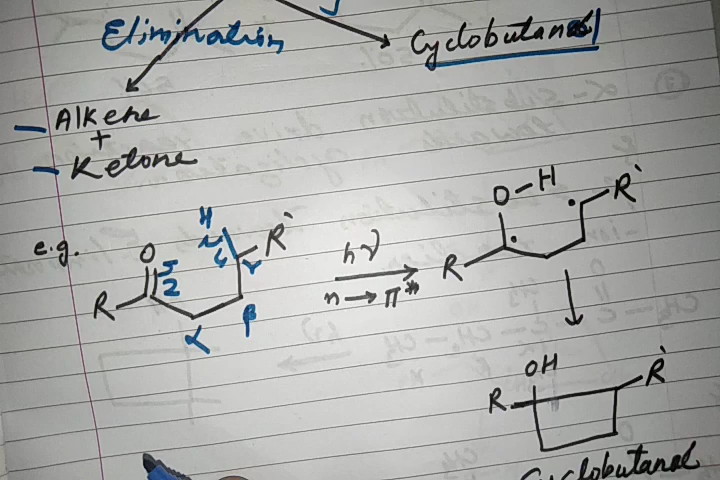 Elimination
Cyclobutanol
- Alkene
+
- Ketone
e.g.
O H R' hν O-H R'
R α β γ n → π* R
OH
R R'
Cyclobutanol